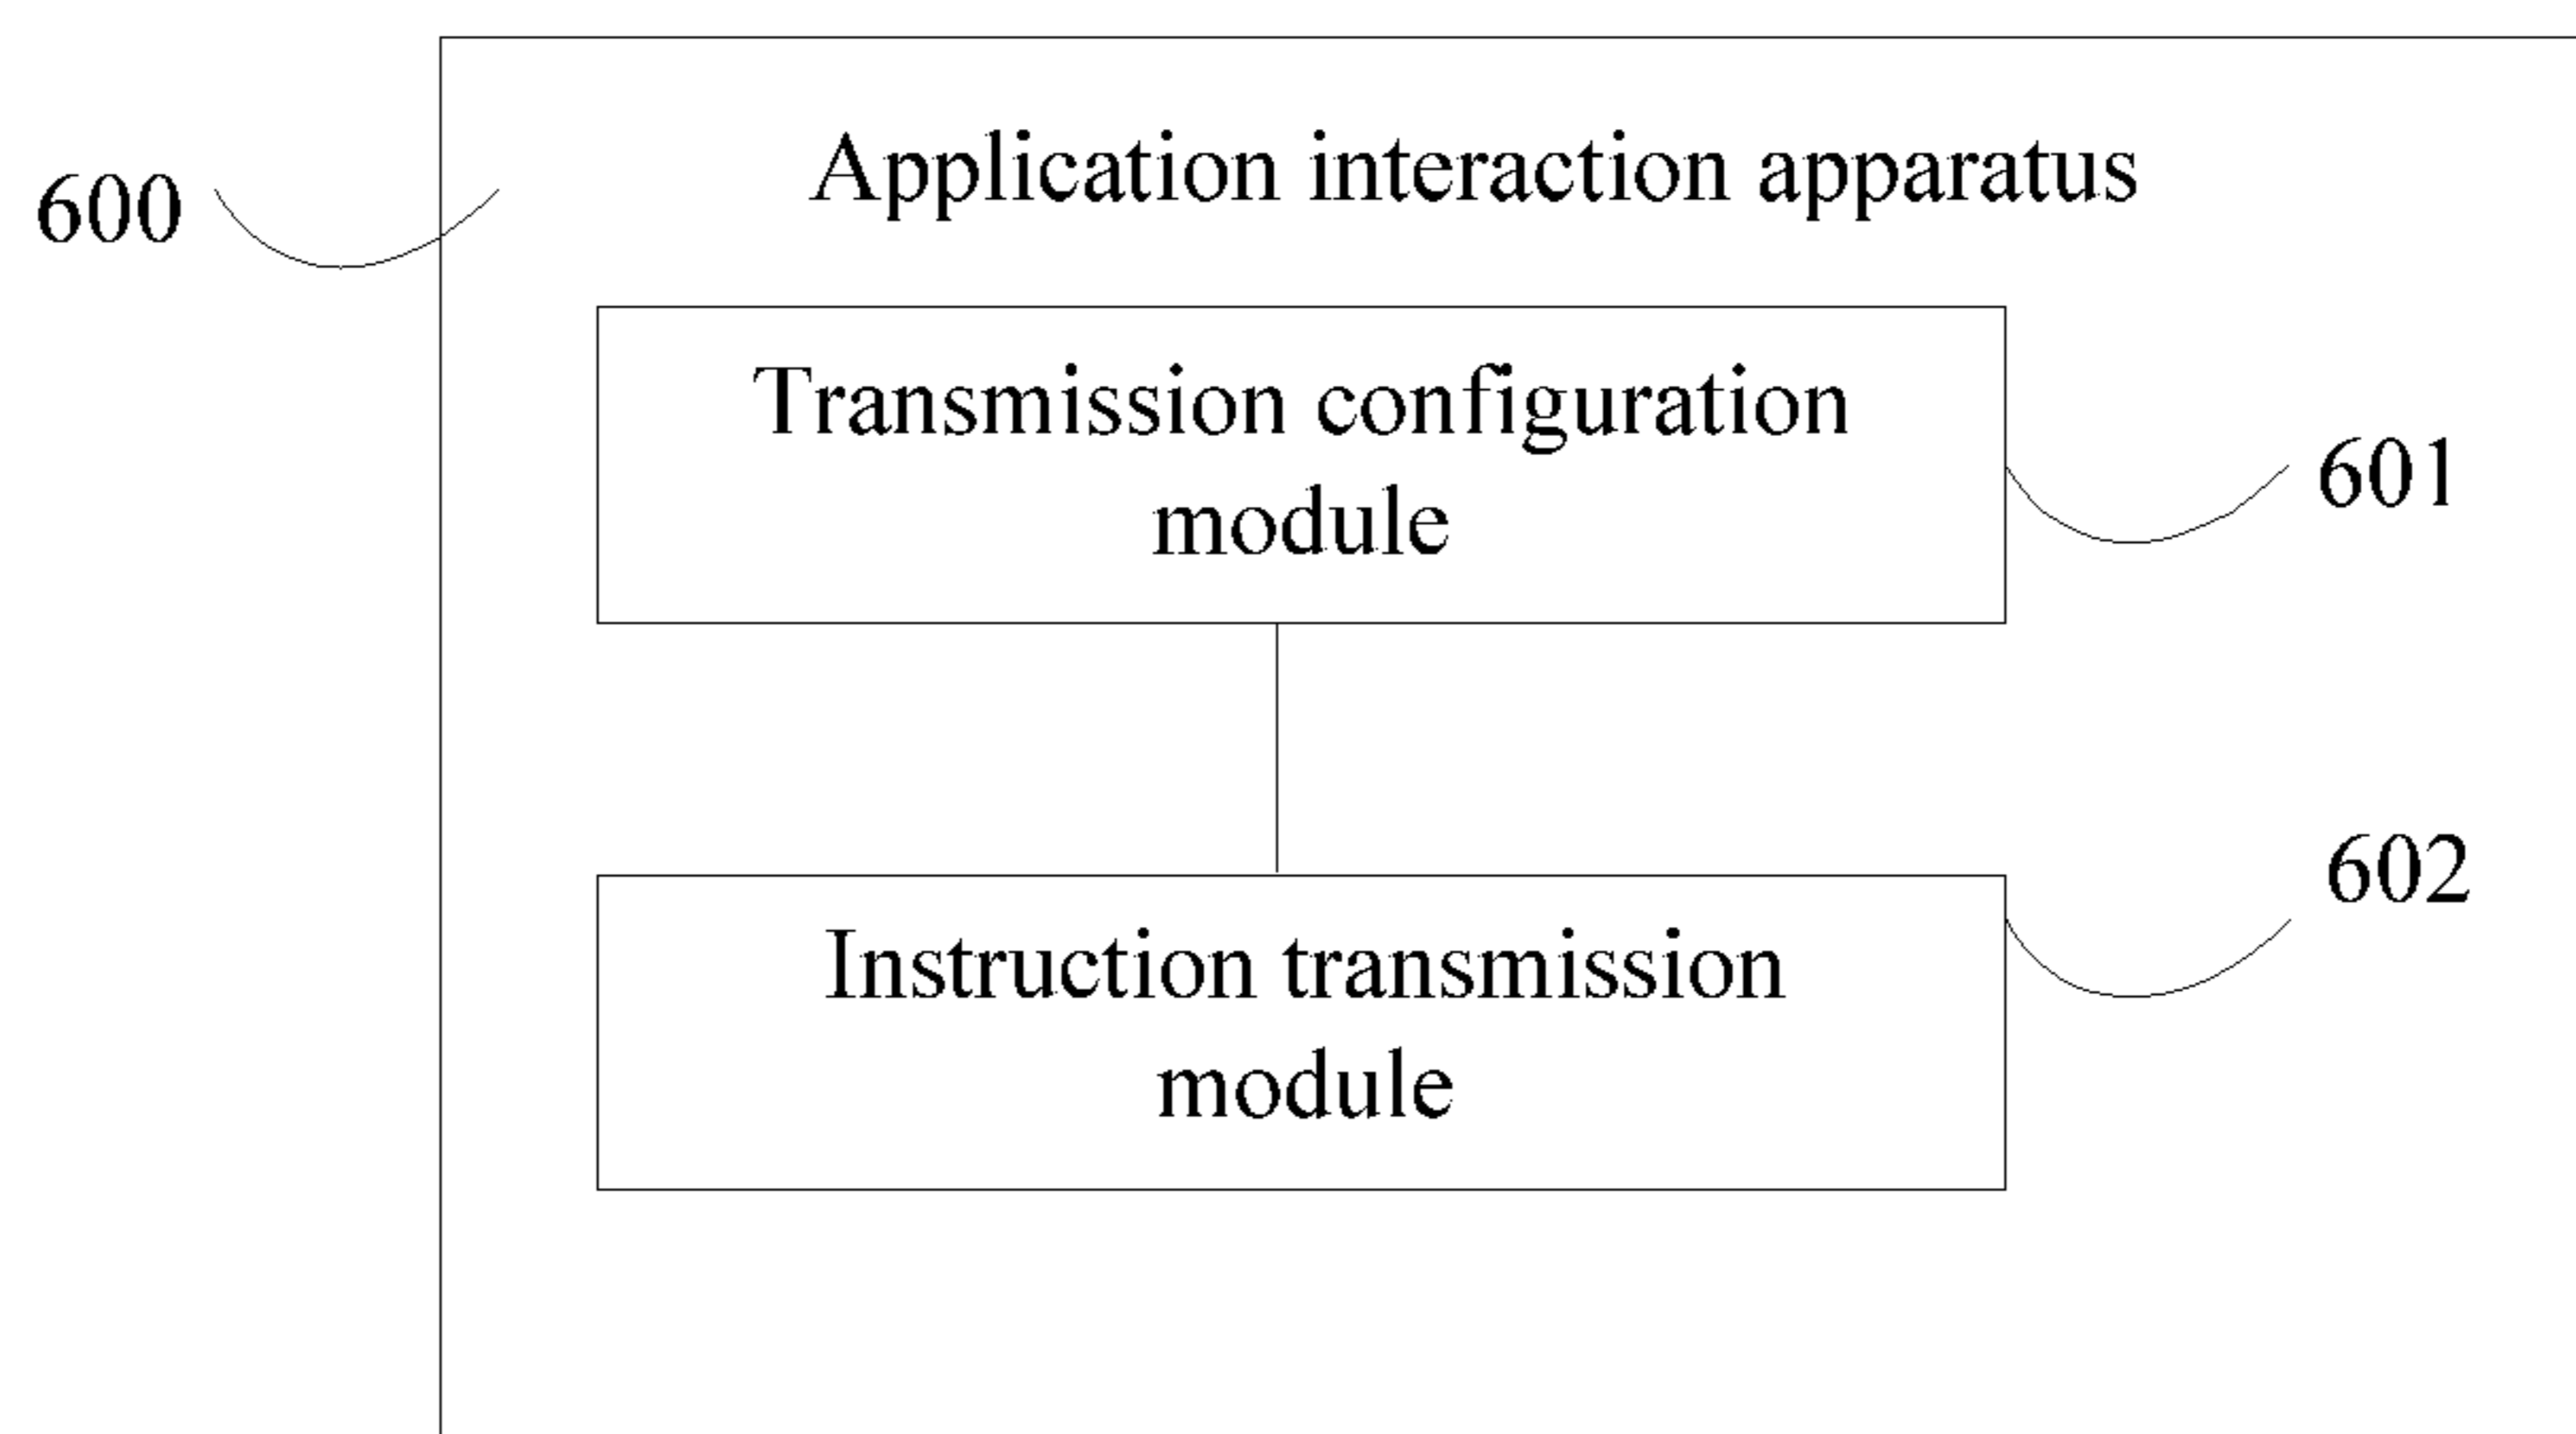 Application interaction apparatus
600
Transmission configuration
module
601
602
Instruction transmission
module